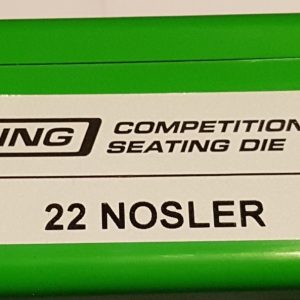 ING COMPETITION
SEATING DIE
22 NOSLER